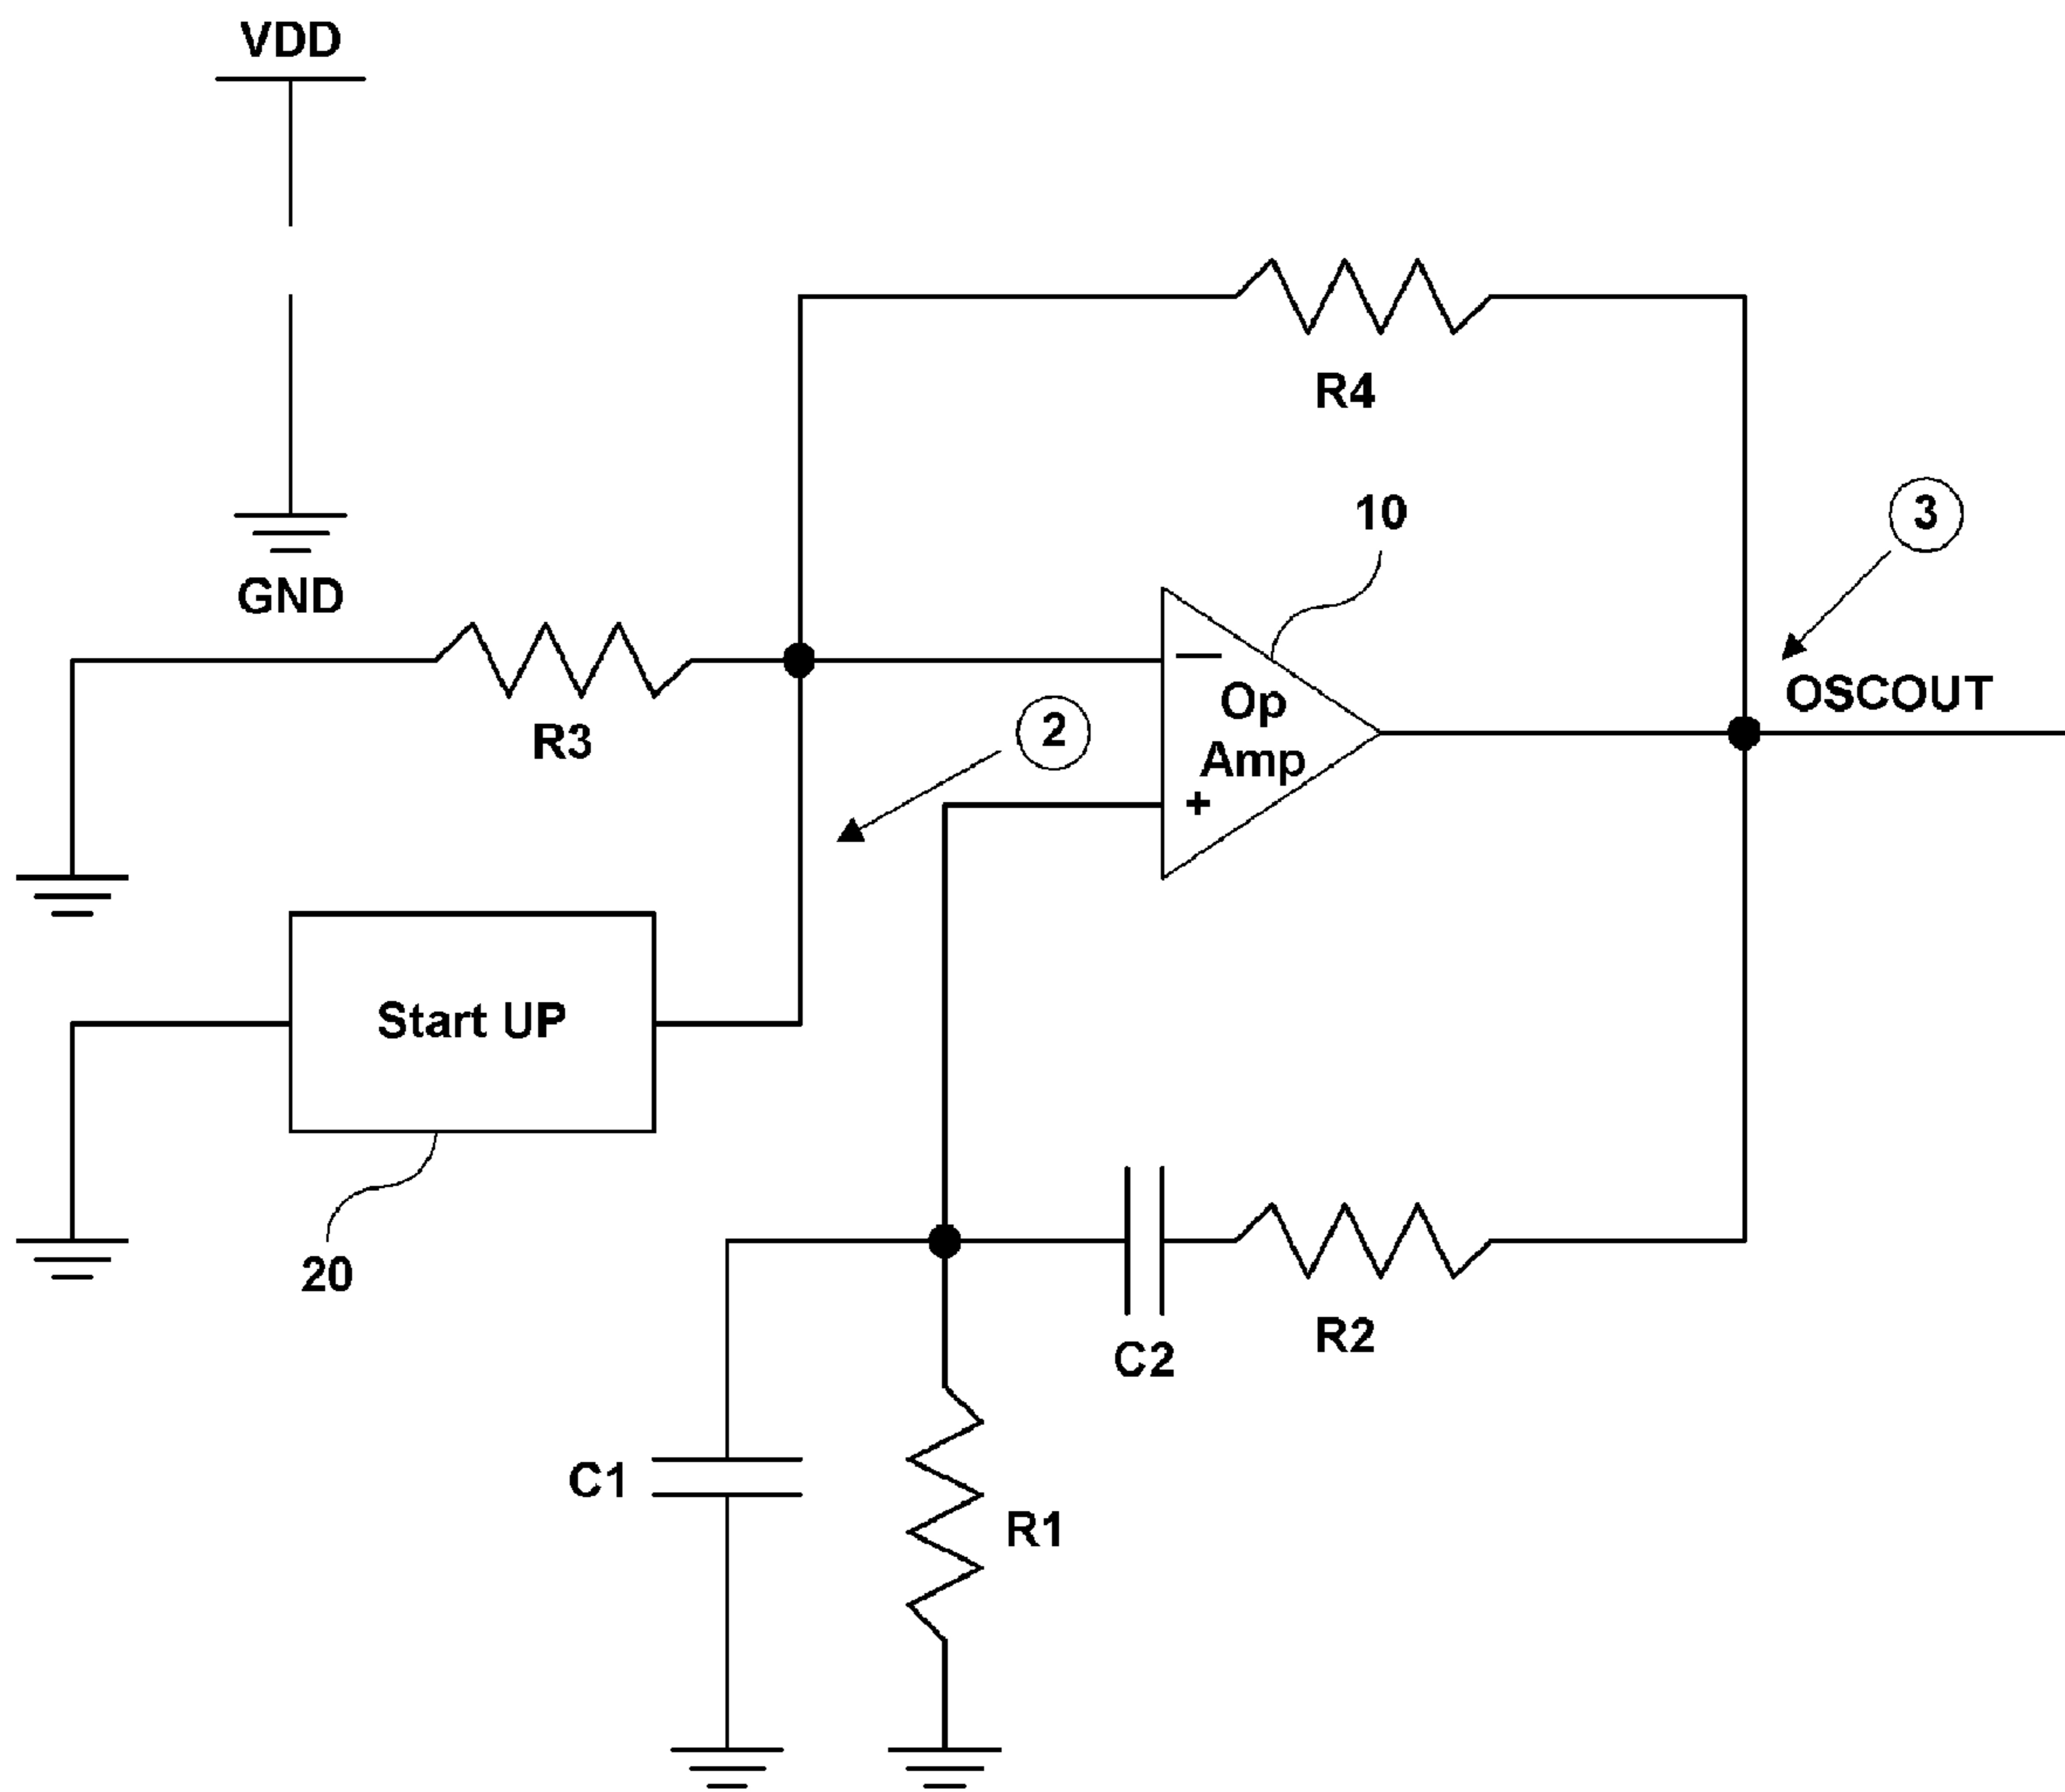 VDD
R4
10
3
GND
OSCOUT
Op
Amp
−
+
R3
2
Start UP
20
R2
C2
C1
R1